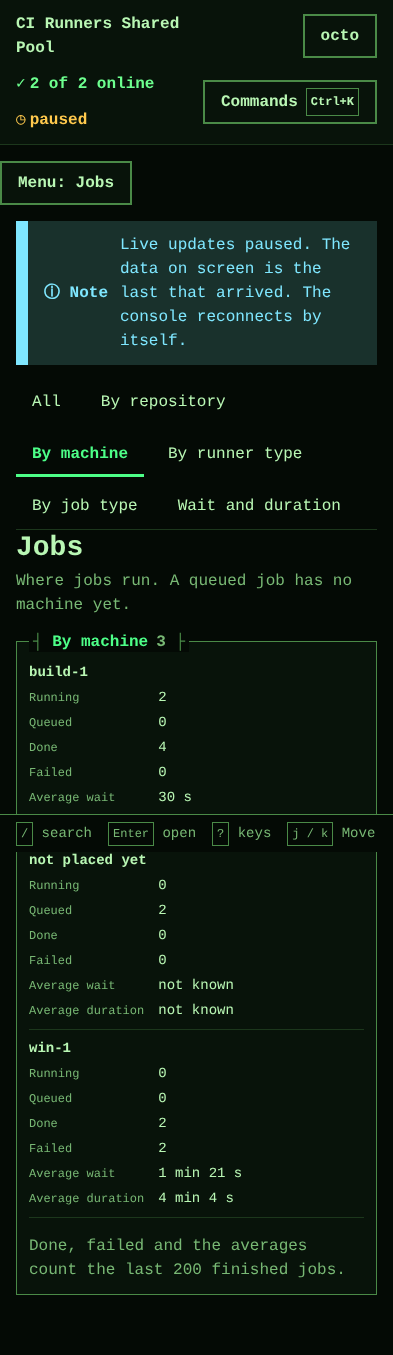 CI Runners Shared Pool
octo
✓ 2 of 2 online
◷ paused
Commands Ctrl+K
Menu: Jobs
ⓘ Note
Live updates paused. The
data on screen is the
last that arrived. The
console reconnects by
itself.
All By repository
By machine By runner type
By job type Wait and duration
Jobs
Where jobs run. A queued job has no
machine yet.
By machine 3
build-1
Running 2
Queued 0
Done 4
Failed 0
Average wait 30 s
/ search Enter open ? keys j / k Move
not placed yet
Running 0
Queued 2
Done 0
Failed 0
Average wait not known
Average duration not known
win-1
Running 0
Queued 0
Done 2
Failed 2
Average wait 1 min 21 s
Average duration 4 min 4 s
Done, failed and the averages
count the last 200 finished jobs.